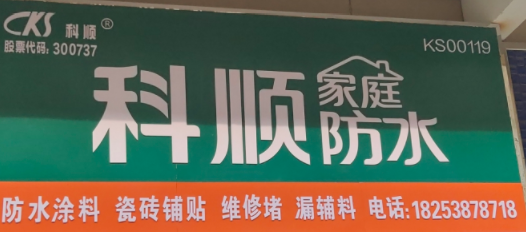 CKS 科顺®
股票代码：300737
KS00119
科顺 家庭
防水
防水涂料 瓷砖铺贴 维修堵 漏辅料 电话:18253878718